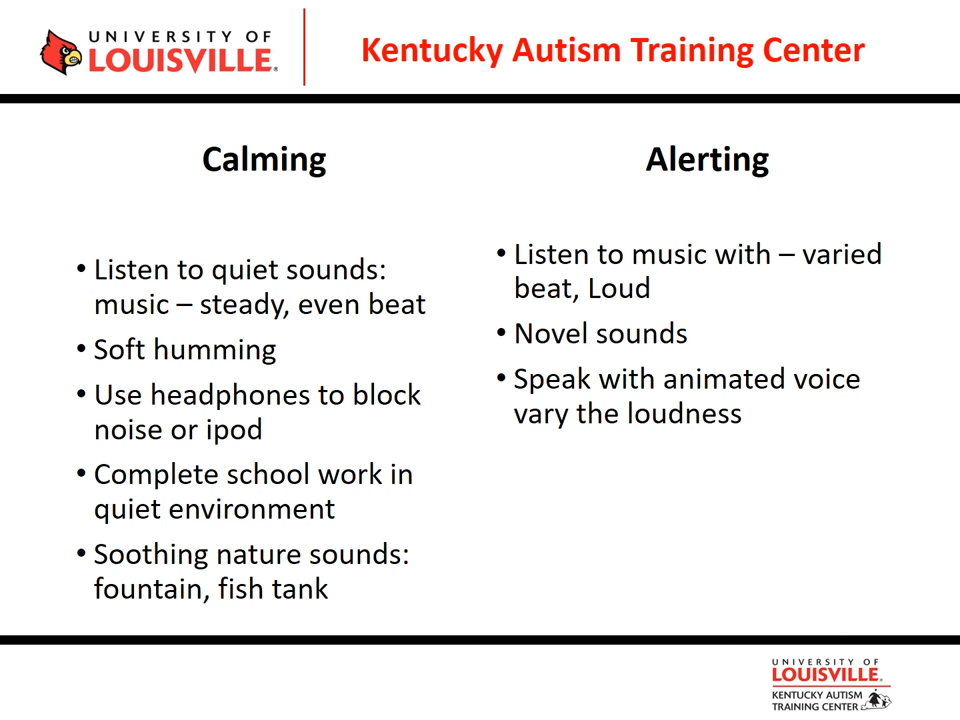 UNIVERSITY OF
LOUISVILLE®
Kentucky Autism Training Center
Calming
• Listen to quiet sounds:
music – steady, even beat
• Soft humming
• Use headphones to block
noise or ipod
• Complete school work in
quiet environment
• Soothing nature sounds:
fountain, fish tank
Alerting
• Listen to music with – varied
beat, Loud
• Novel sounds
• Speak with animated voice
vary the loudness
UNIVERSITY OF
LOUISVILLE®
KENTUCKY AUTISM
TRAINING CENTER